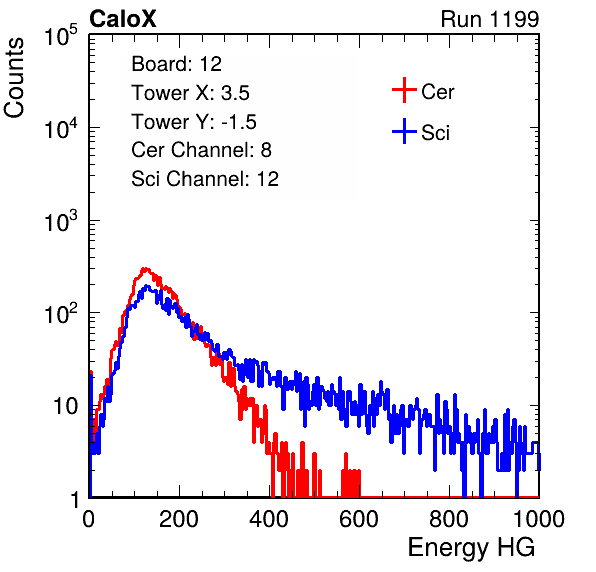 CaloX
Run 1199
Counts
10^5
10^4
10^3
10^2
10
1
Board: 12
Tower X: 3.5
Tower Y: -1.5
Cer Channel: 8
Sci Channel: 12
Cer
Sci
0 200 400 600 800 1000
Energy HG